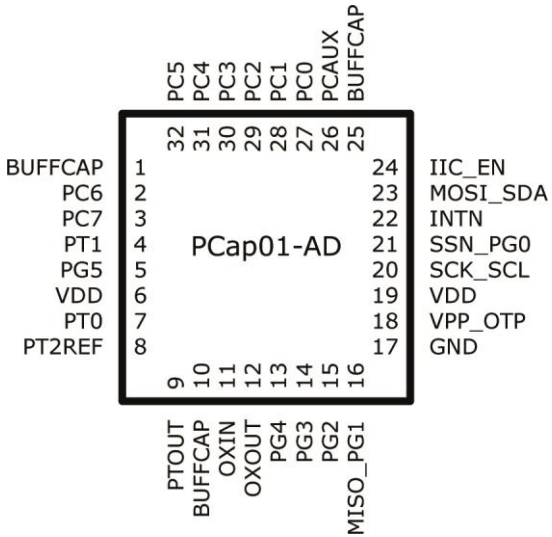 PC5
PC4
PC3
PC2
PC1
PC0
PCAUX
BUFFCAP
32
31
30
29
28
27
26
25
BUFFCAP 1 24 IIC_EN
PC6 2 23 MOSI_SDA
PC7 3 22 INTN
PT1 4 PCap01-AD 21 SSN_PG0
PG5 5 20 SCK_SCL
VDD 6 19 VDD
PT0 7 18 VPP_OTP
PT2REF 8 17 GND
9
10
11
12
13
14
15
16
PTOUT
BUFFCAP
OXIN
OXOUT
PG4
PG3
PG2
MISO_PG1